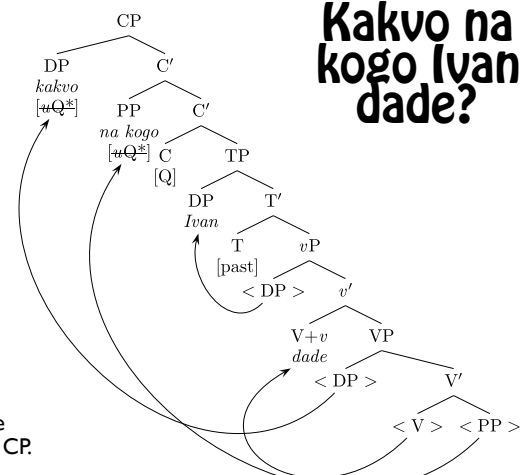 Kakvo na
kogo Ivan
dade?
CP
DP C′
kakvo
[uQ*] PP C′
na kogo
[uQ*] C TP
[Q]
DP T′
Ivan
T vP
[past]
< DP > v′
V+v VP
dade
< DP > V′
< V > < PP >
e
CP.